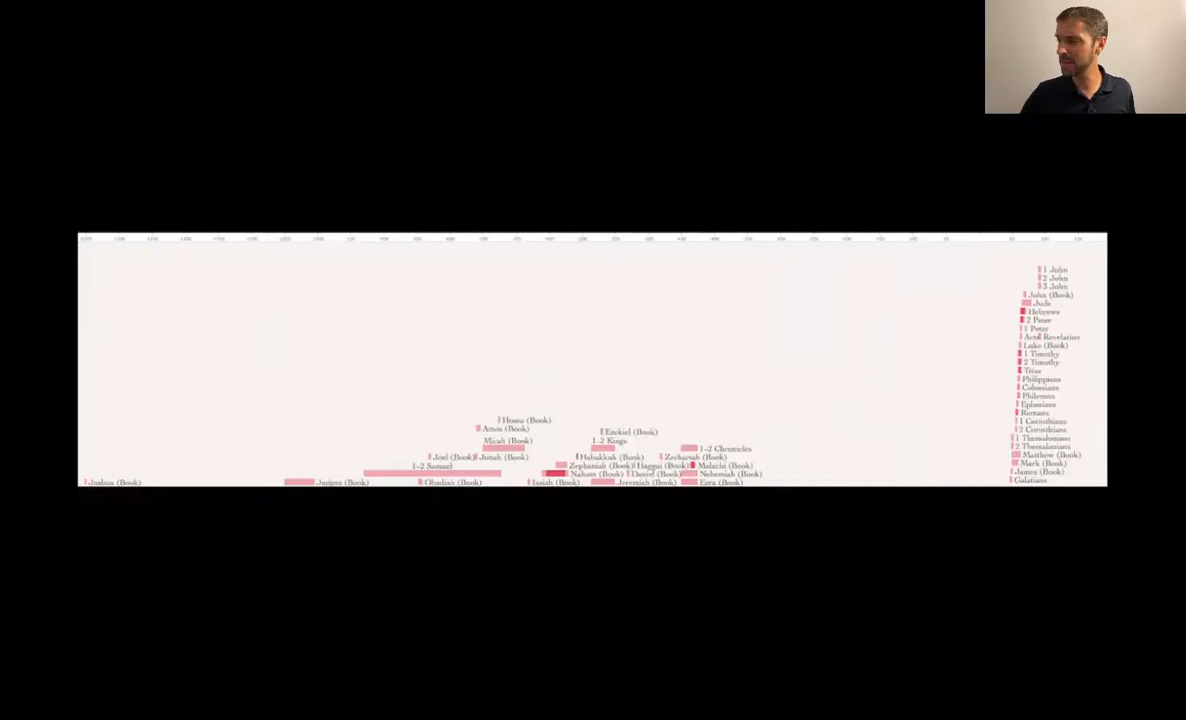 1 John
2 John
3 John
John (Book)
Jude
Hebrews
2 Peter
1 Peter
Acts Revelation
Luke (Book)
1 Timothy
2 Timothy
Titus
Philippians
Colossians
Philemon
Ephesians
Romans
Hosea (Book) 1 Corinthians
Amos (Book) Ezekiel (Book) 2 Corinthians
Micah (Book) 1–2 Kings 1 Thessalonians
1–2 Chronicles 2 Thessalonians
Joel (Book) Jonah (Book) Habakkuk (Book) Zechariah (Book) Matthew (Book)
1–2 Samuel Zephaniah (Book) Haggai (Book) Malachi (Book) Mark (Book)
Nahum (Book) Daniel (Book) Nehemiah (Book) James (Book)
Joshua (Book) Judges (Book) Obadiah (Book) Isaiah (Book) Jeremiah (Book) Ezra (Book) Galatians